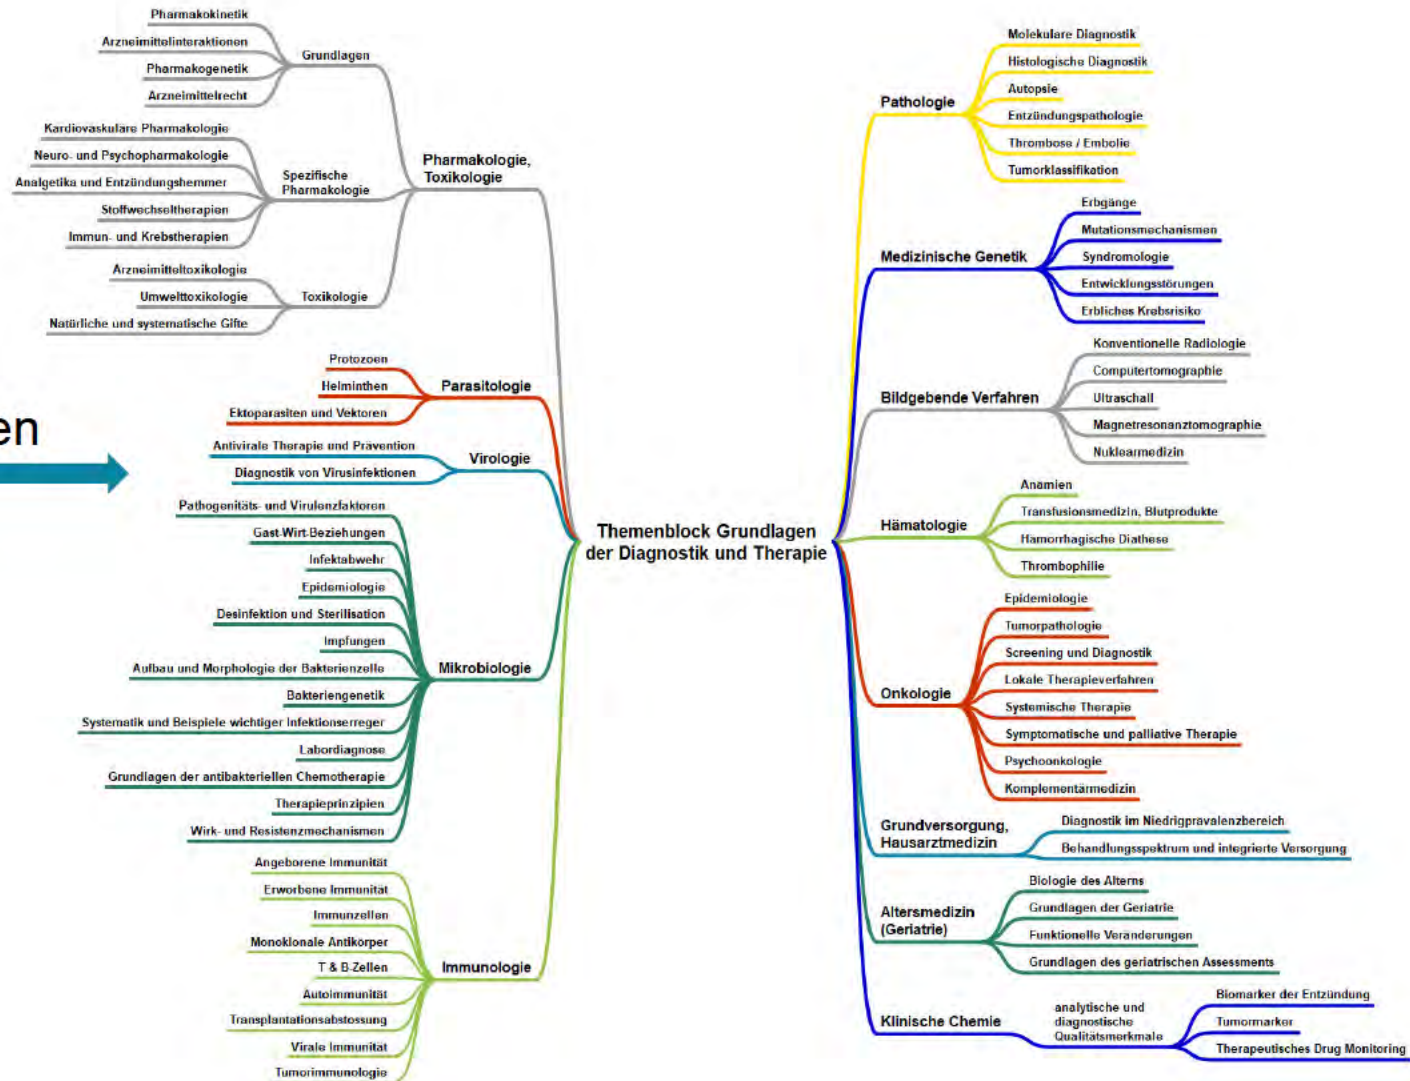 Pharmakokinetik
Arzneimittelinteraktionen
Pharmakogenetik
Arzneimittelrecht
Grundlagen
Kardiovaskuläre Pharmakologie
Neuro- und Psychopharmakologie
Analgetika und Entzündungshemmer
Stoffwechseltherapien
Immun- und Krebstherapien
Spezifische
Pharmakologie
Arzneimitteltoxikologie
Umwelttoxikologie
Natürliche und systematische Gifte
Toxikologie
Pharmakologie,
Toxikologie
Protozoen
Helminthen
Ektoparasiten und Vektoren
Parasitologie
en
Antivirale Therapie und Prävention
Diagnostik von Virusinfektionen
Virologie
Pathogenitäts- und Virulenzfaktoren
Gast-Wirt-Beziehungen
Infektabwehr
Epidemiologie
Desinfektion und Sterilisation
Impfungen
Aufbau und Morphologie der Bakterienzelle
Bakteriengenetik
Systematik und Beispiele wichtiger Infektionserreger
Labordiagnose
Grundlagen der antibakteriellen Chemotherapie
Therapieprinzipien
Wirk- und Resistenzmechanismen
Mikrobiologie
Angeborene Immunität
Erworbene Immunität
Immunzellen
Monoklonale Antikörper
T & B-Zellen
Autoimmunität
Transplantationsabstossung
Virale Immunität
Tumorimmunologie
Immunologie
Themenblock Grundlagen
der Diagnostik und Therapie
Pathologie
Molekulare Diagnostik
Histologische Diagnostik
Autopsie
Entzündungspathologie
Thrombose / Embolie
Tumorklassifikation
Medizinische Genetik
Erbgänge
Mutationsmechanismen
Syndromologie
Entwicklungsstörungen
Erbliches Krebsrisiko
Bildgebende Verfahren
Konventionelle Radiologie
Computertomographie
Ultraschall
Magnetresonanztomographie
Nuklearmedizin
Hämatologie
Anämien
Transfusionsmedizin, Blutprodukte
Hämorrhagische Diathese
Thrombophilie
Onkologie
Epidemiologie
Tumorpathologie
Screening und Diagnostik
Lokale Therapieverfahren
Systemische Therapie
Symptomatische und palliative Therapie
Psychoonkologie
Komplementärmedizin
Grundversorgung,
Hausarztmedizin
Diagnostik im Niedrigprävalenzbereich
Behandlungsspektrum und integrierte Versorgung
Altersmedizin
(Geriatrie)
Biologie des Alterns
Grundlagen der Geriatrie
Funktionelle Veränderungen
Grundlagen des geriatrischen Assessments
Klinische Chemie
analytische und
diagnostische
Qualitätsmerkmale
Biomarker der Entzündung
Tumormarker
Therapeutisches Drug Monitoring